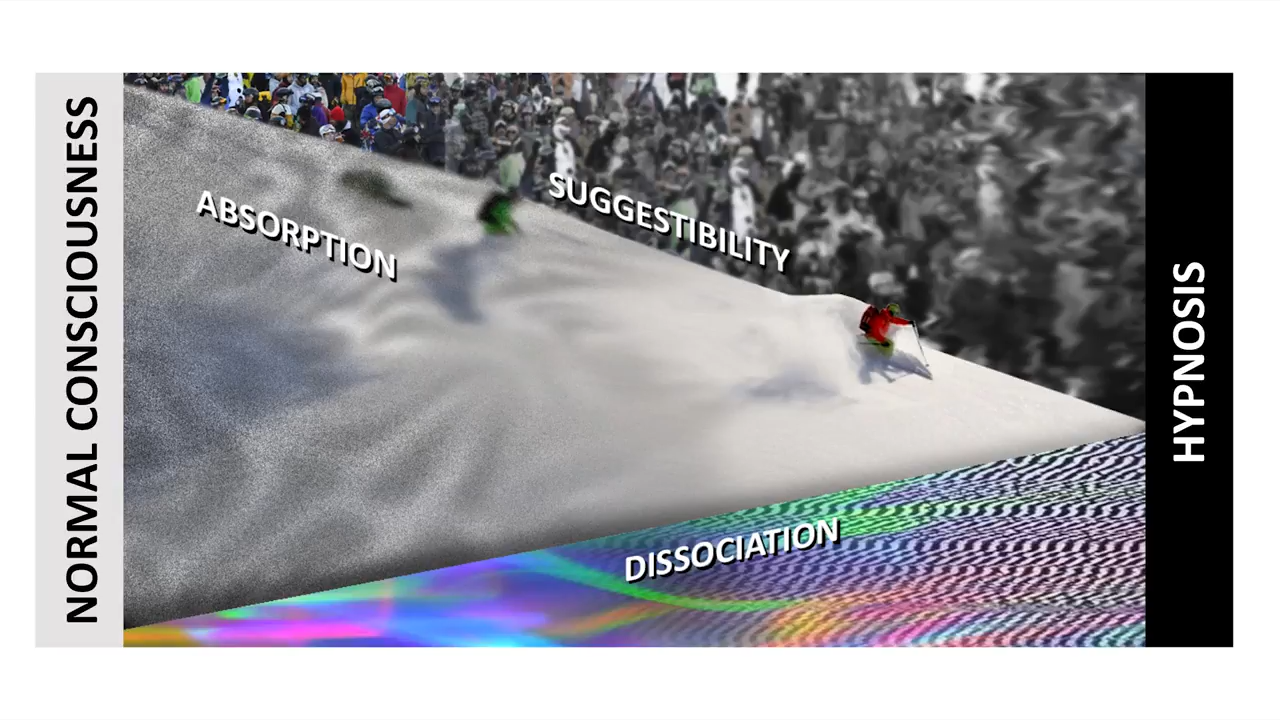 NORMAL CONSCIOUSNESS
ABSORPTION
SUGGESTIBILITY
DISSOCIATION
HYPNOSIS